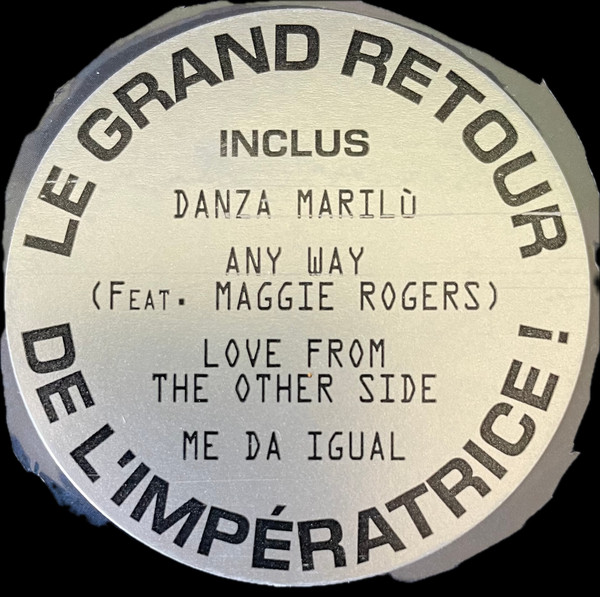 LE GRAND RETOUR
INCLUS
DANZA MARILÙ
ANY WAY
(FEAT. MAGGIE ROGERS)
LOVE FROM
THE OTHER SIDE
ME DA IGUAL
DE L'IMPÉRATRICE !